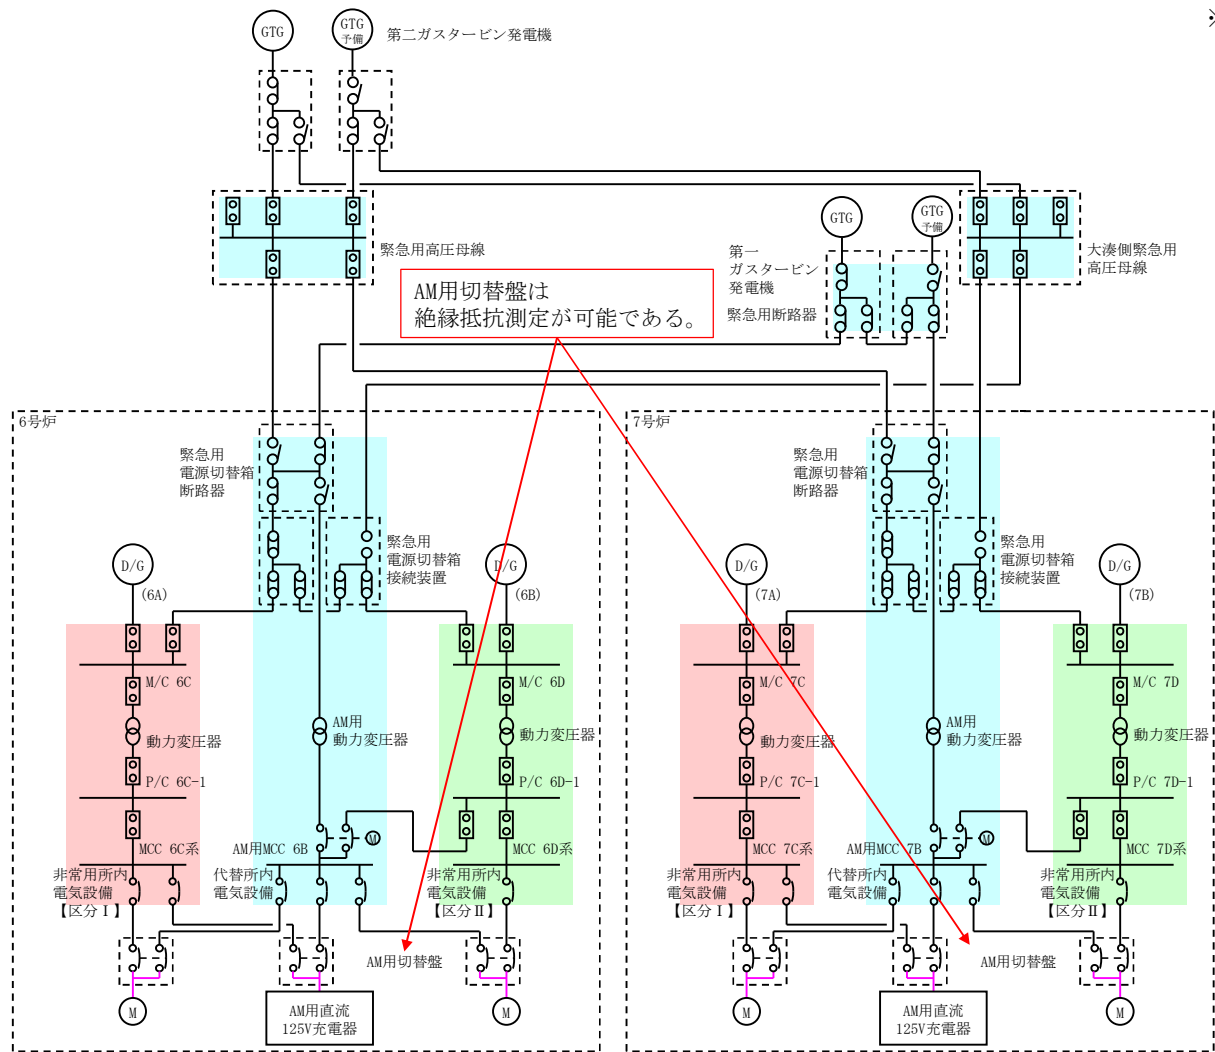 ※
GTG
GTG
予備
第二ガスタービン発電機
緊急用高圧母線
GTG
GTG
予備
第一
ガスタービン
発電機
緊急用断路器
大湊側緊急用
高圧母線
AM用切替盤は
絶縁抵抗測定が可能である。
6号炉
緊急用
電源切替箱
断路器
緊急用
電源切替箱
接続装置
D/G
(6A)
D/G
(6B)
M/C 6C
M/C 6D
動力変圧器
AM用
動力変圧器
動力変圧器
P/C 6C-1
P/C 6D-1
M
MCC 6C系
AM用MCC 6B
MCC 6D系
非常用所内
電気設備
【区分Ⅰ】
代替所内
電気設備
非常用所内
電気設備
【区分Ⅱ】
AM用切替盤
M
AM用直流
125V充電器
M
7号炉
緊急用
電源切替箱
断路器
緊急用
電源切替箱
接続装置
D/G
(7A)
D/G
(7B)
M/C 7C
M/C 7D
動力変圧器
AM用
動力変圧器
動力変圧器
P/C 7C-1
P/C 7D-1
M
MCC 7C系
AM用MCC 7B
MCC 7D系
非常用所内
電気設備
【区分Ⅰ】
代替所内
電気設備
非常用所内
電気設備
【区分Ⅱ】
AM用切替盤
M
AM用直流
125V充電器
M